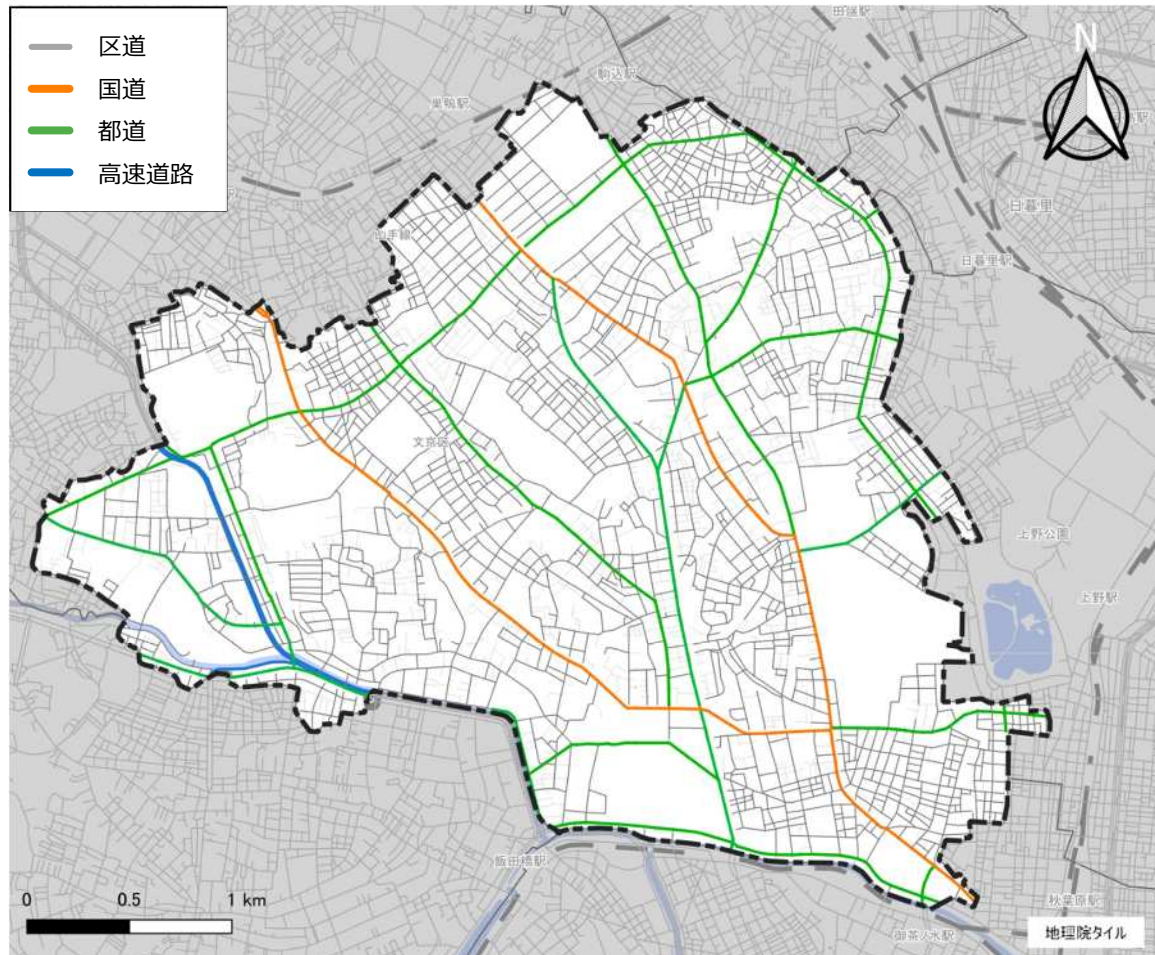 区道
国道
都道
高速道路
N
田端駅
駒込駅
巣鴨駅
日暮里
日暮里駅
山手線
文京区
上野公園
上野駅
飯田橋駅
秋葉原駅
御茶ノ水駅
0 0.5 1 km
地理院タイル